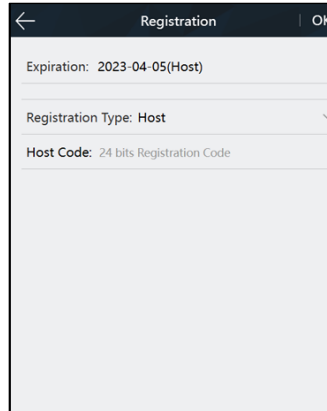 Registration OK
Expiration: 2023-04-05(Host)
Registration Type: Host
Host Code: 24 bits Registration Code